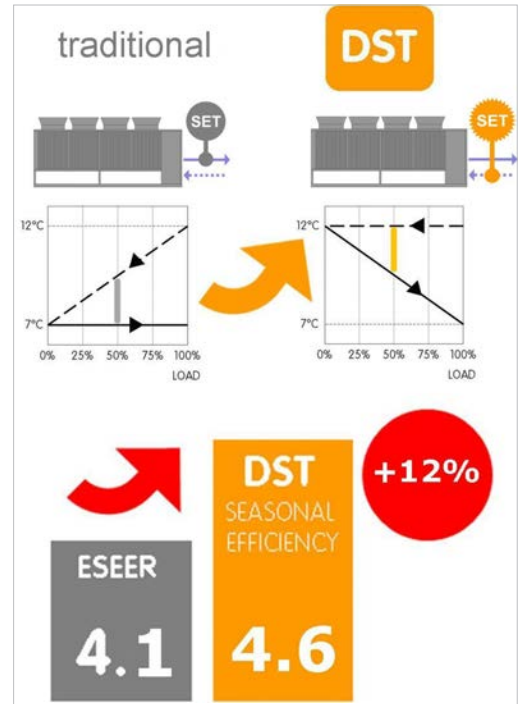 traditional
DST
SET
SET
12°C
7°C
0% 25% 50% 75% 100%
LOAD
12°C
7°C
0% 25% 50% 75% 100%
LOAD
+12%
DST
SEASONAL
EFFICIENCY
4.6
ESEER
4.1